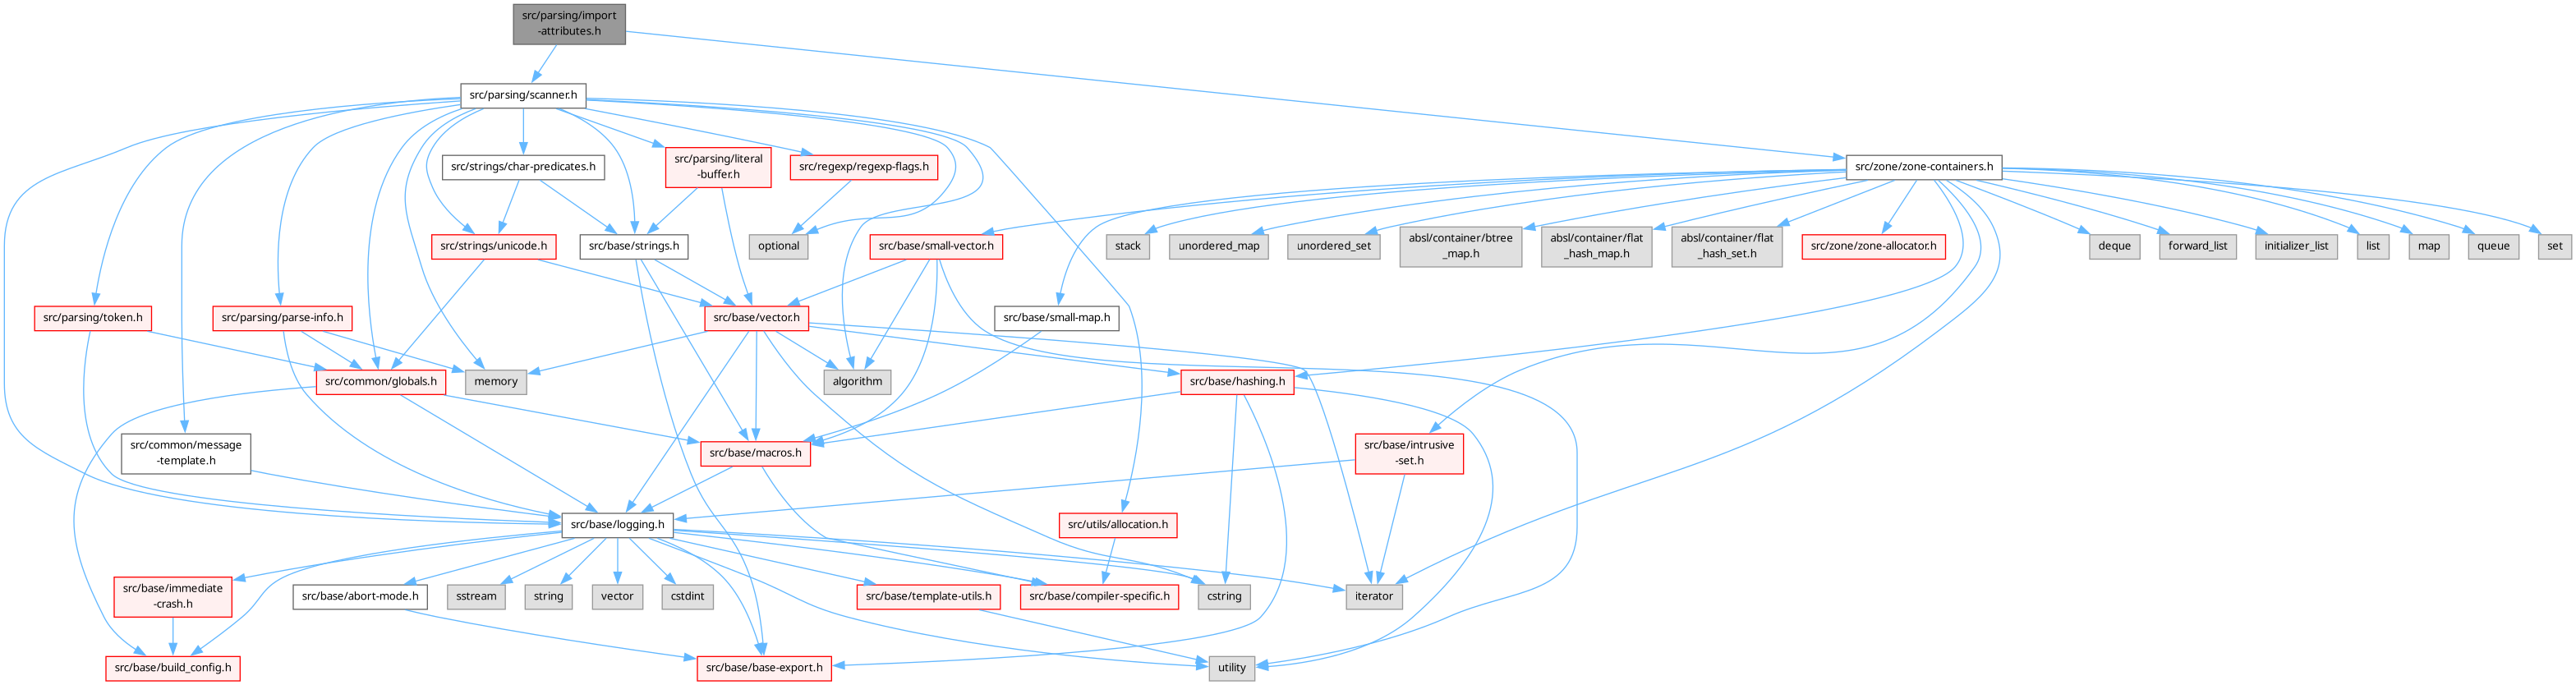 src/parsing/import
-attributes.h
src/parsing/scanner.h
src/strings/char-predicates.h
src/parsing/literal
-buffer.h
src/regexp/regexp-flags.h
src/zone/zone-containers.h
src/strings/unicode.h
src/base/strings.h
optional
src/base/small-vector.h
stack
unordered_map
unordered_set
absl/container/btree
_map.h
absl/container/flat
_hash_map.h
absl/container/flat
_hash_set.h
src/zone/zone-allocator.h
deque
forward_list
initializer_list
list
map
queue
set
src/parsing/token.h
src/parsing/parse-info.h
src/base/vector.h
src/base/small-map.h
src/common/globals.h
memory
algorithm
src/base/hashing.h
src/common/message
-template.h
src/base/macros.h
src/base/intrusive
-set.h
src/base/logging.h
src/utils/allocation.h
src/base/immediate
-crash.h
src/base/abort-mode.h
sstream
string
vector
cstdint
src/base/template-utils.h
src/base/compiler-specific.h
cstring
iterator
src/base/build_config.h
src/base/base-export.h
utility